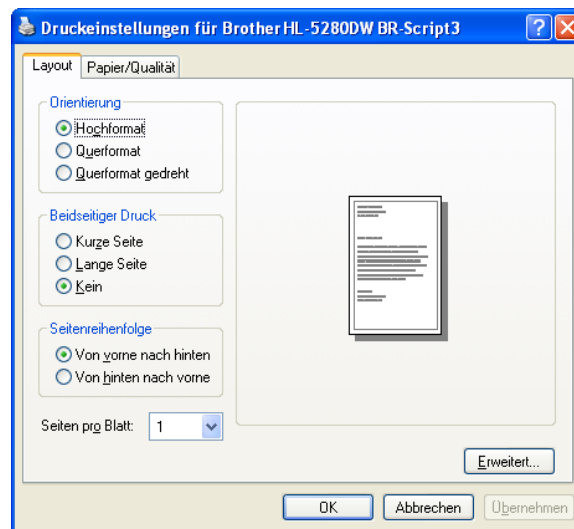 Druckeinstellungen für Brother HL-5280DW BR-Script3
Layout
Papier/Qualität
Orientierung
Hochformat
Querformat
Querformat gedreht
Beidseitiger Druck
Kurze Seite
Lange Seite
Kein
Seitenreihenfolge
Von vorne nach hinten
Von hinten nach vorne
Seiten pro Blatt: 1
Erweitert...
OK
Abbrechen
Übernehmen